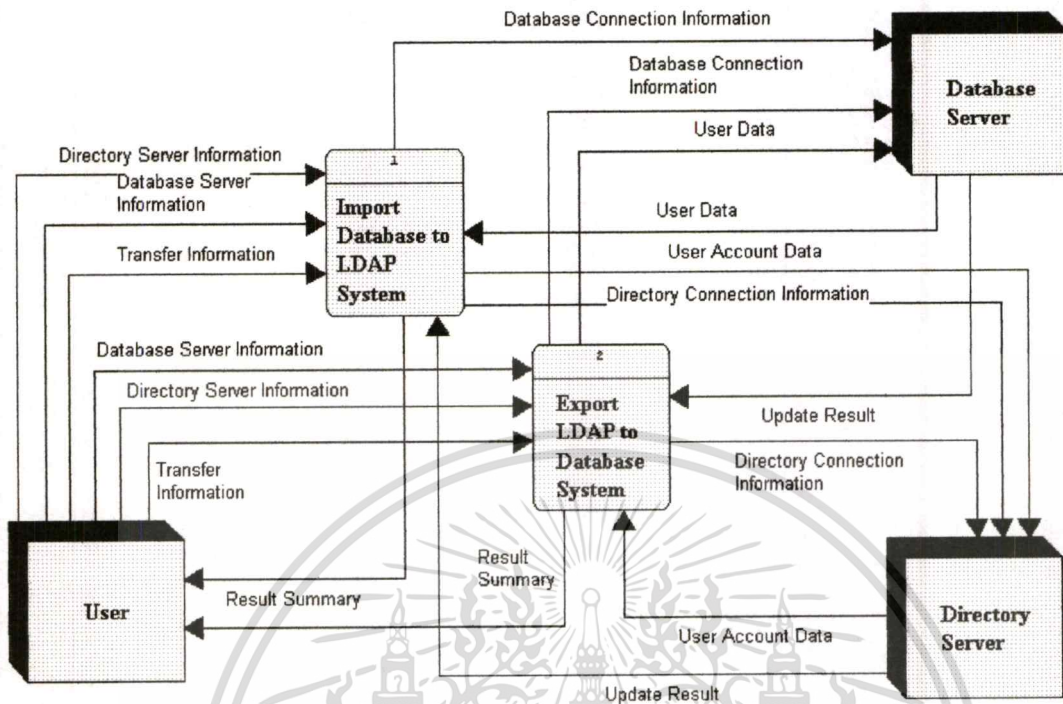 Database Connection Information
Database Connection
Information
Database
Server
User Data
Directory Server Information
Database Server
Information
Transfer Information
1
Import
Database to
LDAP
System
User Data
User Account Data
Directory Connection Information
Database Server Information
Directory Server Information
Transfer
Information
2
Export
LDAP to
Database
System
Update Result
Directory Connection
Information
User
Result Summary
Result
Summary
User Account Data
Update Result
Directory
Server